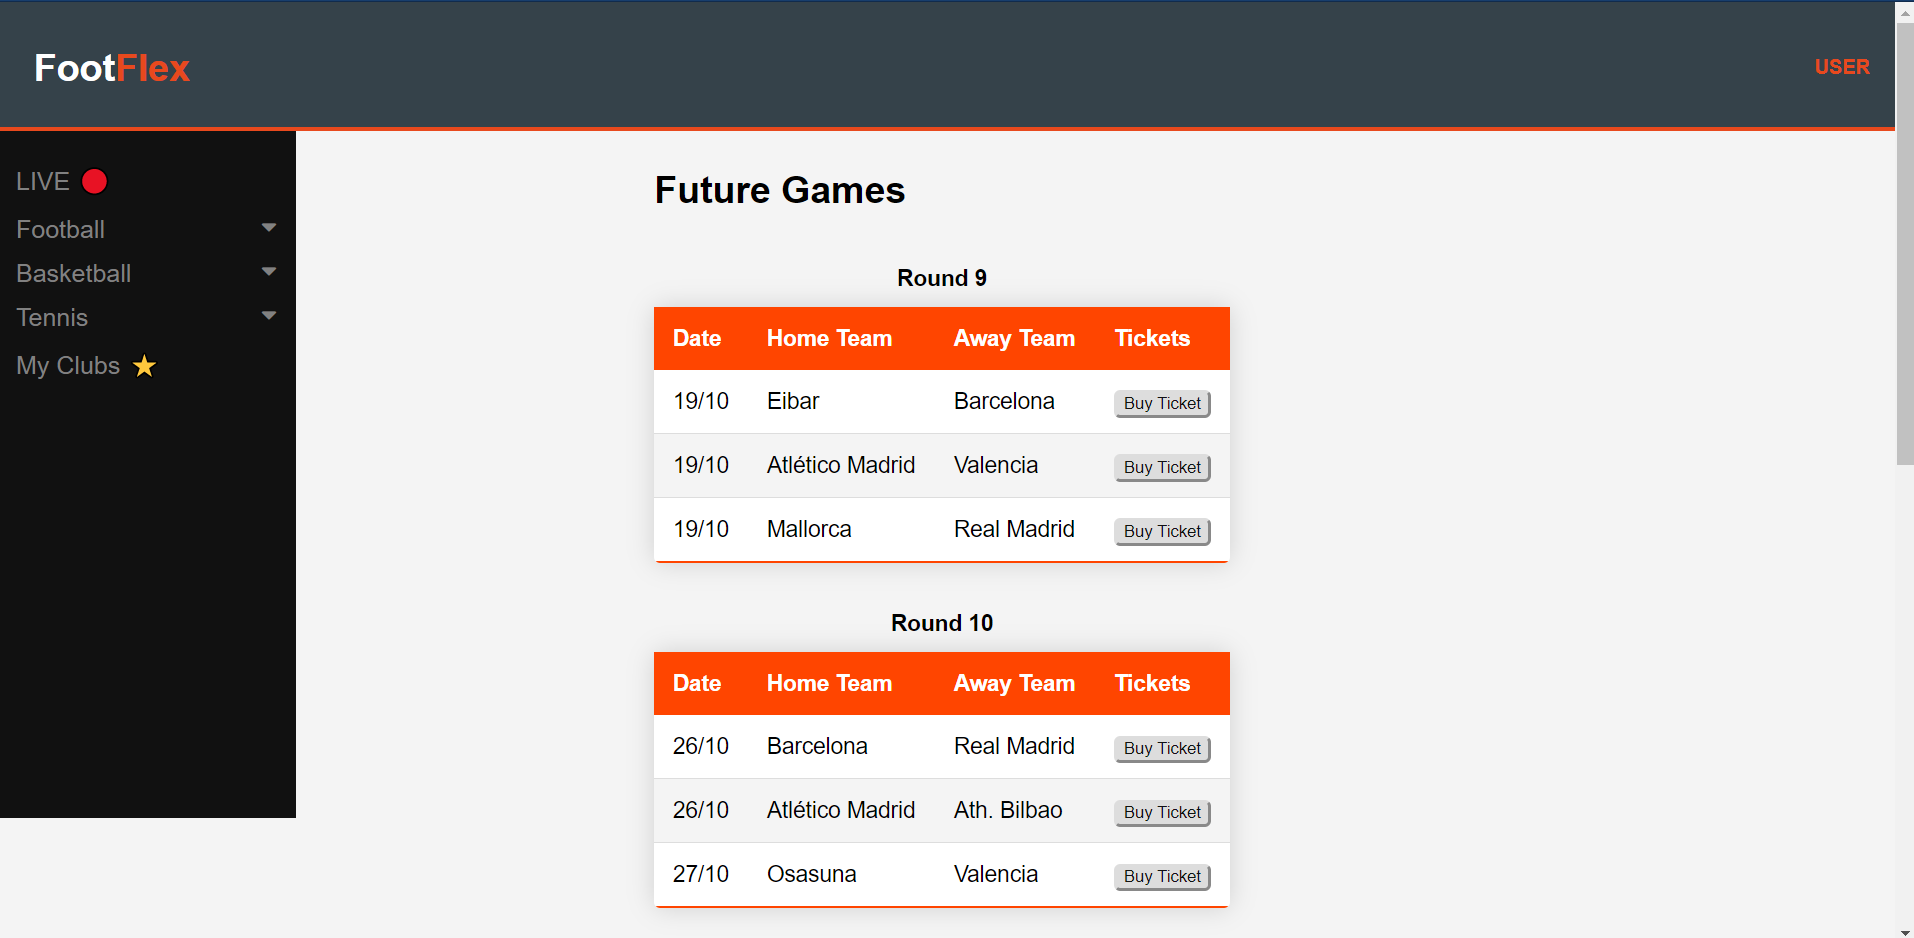 FootFlex
USER
LIVE
Football
Basketball
Tennis
My Clubs
Future Games
Round 9
Date Home Team Away Team Tickets
19/10 Eibar Barcelona Buy Ticket
19/10 Atlético Madrid Valencia Buy Ticket
19/10 Mallorca Real Madrid Buy Ticket
Round 10
Date Home Team Away Team Tickets
26/10 Barcelona Real Madrid Buy Ticket
26/10 Atlético Madrid Ath. Bilbao Buy Ticket
27/10 Osasuna Valencia Buy Ticket